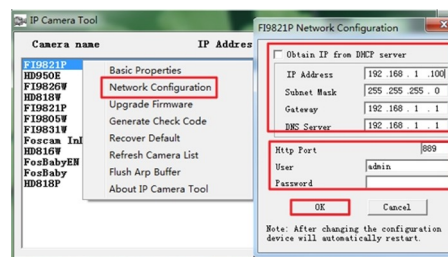 IP Camera Tool
Camera name IP Addres
FI9821P
HD950E
FI9826W
HD818W
FI9821P
FI9805W
FI9831W
Foscam Inl
HD816W
FosBabyEN
FosBaby
HD818P
Basic Properties
Network Configuration
Upgrade Firmware
Generate Check Code
Recover Default
Refresh Camera List
Flush Arp Buffer
About IP Camera Tool
FI9821P Network Configuration
Obtain IP from DHCP server
IP Address 192 .168 . 1 .100
Subnet Mask 255 .255 .255 . 0
Gateway 192 .168 . 1 . 1
DNS Server 192 .168 . 1 . 1
Http Port 889
User admin
Password
OK Cancel
Note: After changing the configuration
device will automatically restart.